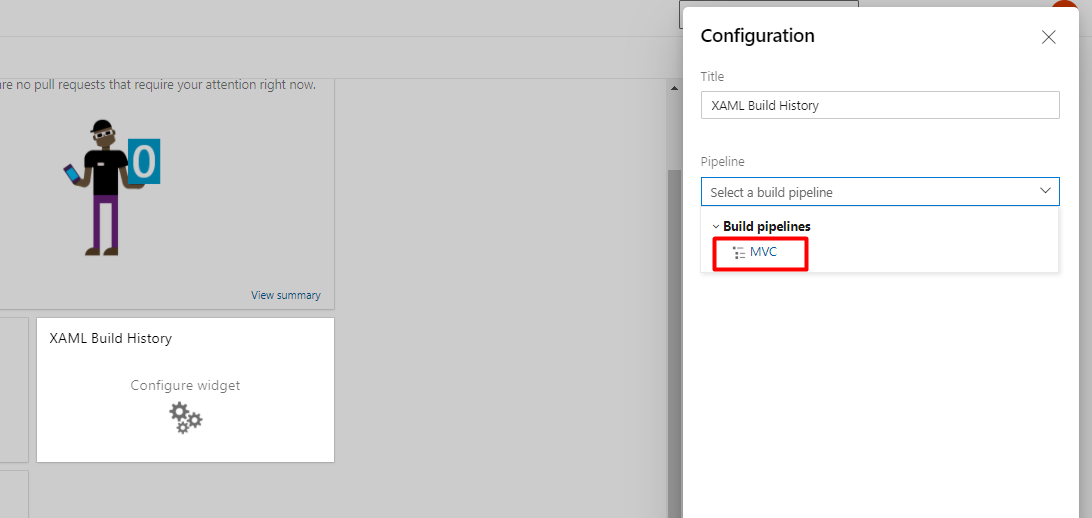 are no pull requests that require your attention right now.
0
View summary
XAML Build History
Configure widget
Configuration
Title
XAML Build History
Pipeline
Select a build pipeline
Build pipelines
MVC